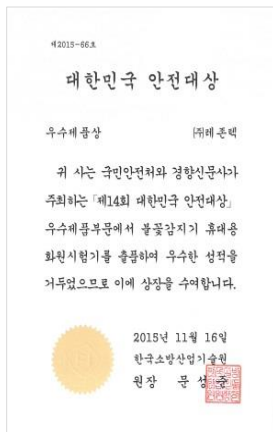 제2015-66호
대한민국 안전대상
우수제품상 ㈜레존텍
귀 사는 국민안전처와 경향신문사가
주최하는「제14회 대한민국 안전대상」
우수제품부문에서 불꽃감지기 휴대용
화원시험기를 출품하여 우수한 성적을
거두었으므로 이에 상장을 수여합니다.
2015년 11월 16일
한국소방산업기술원
원장 문성준